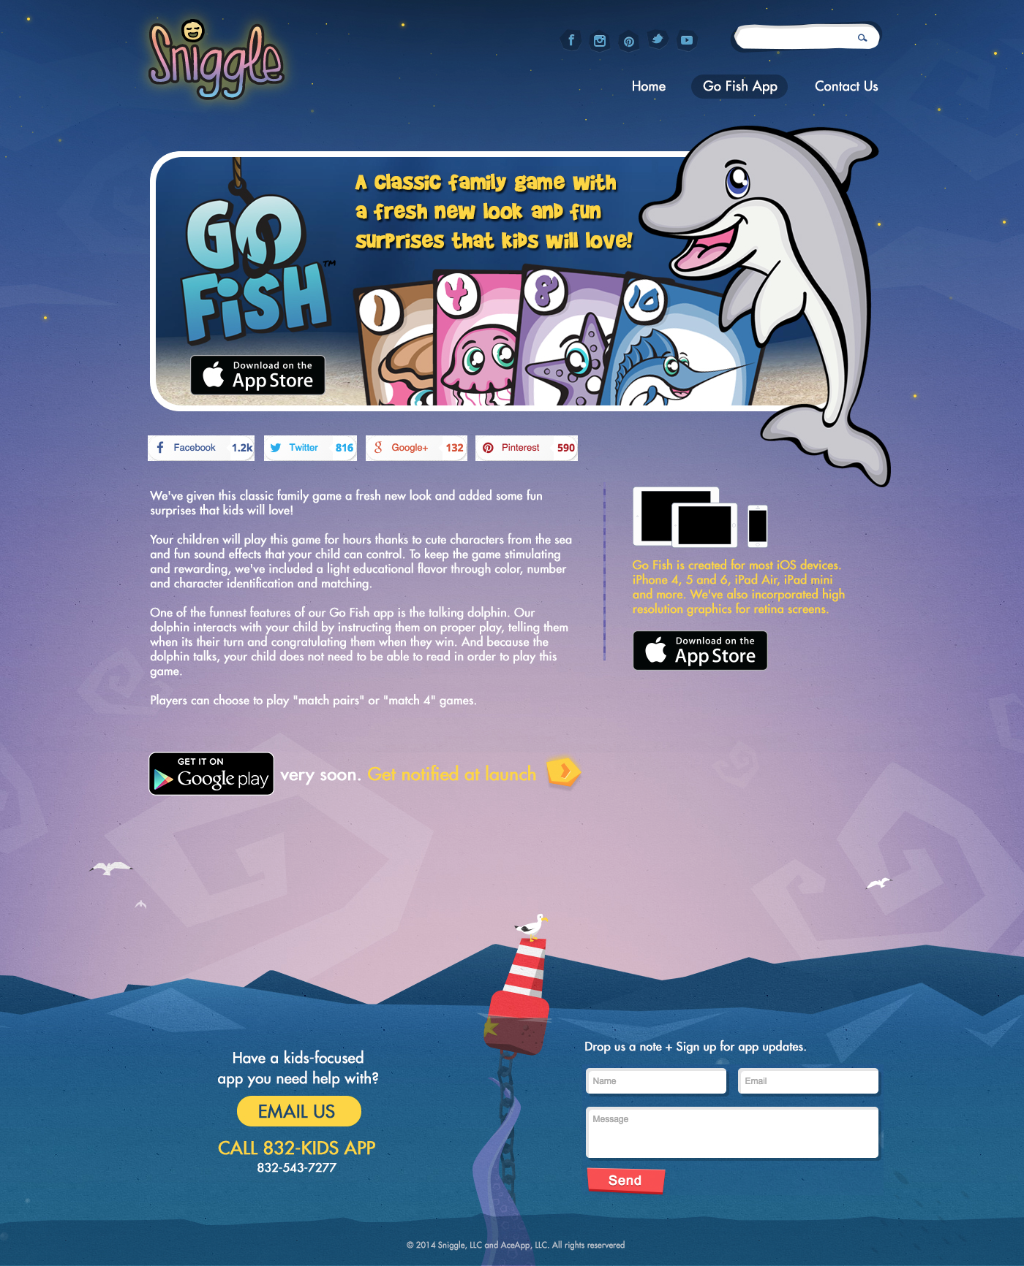 Sniggle
Home
Go Fish App
Contact Us
GO
FiSH™
A classic family game with
a fresh new look and fun
surprises that kids will love!
1
4
8
10
Download on the
App Store
Facebook 1.2k
Twitter 816
Google+ 132
Pinterest 590
We've given this classic family game a fresh new look and added some fun
surprises that kids will love!
Your children will play this game for hours thanks to cute characters from the sea
and fun sound effects that your child can control. To keep the game stimulating
and rewarding, we've included a light educational flavor through color, number
and character identification and matching.
One of the funnest features of our Go Fish app is the talking dolphin. Our
dolphin interacts with your child by instructing them on proper play, telling them
when its their turn and congratulating them when they win. And because the
dolphin talks, your child does not need to be able to read in order to play this
game.
Players can choose to play "match pairs" or "match 4" games.
Go Fish is created for most iOS devices.
iPhone 4, 5 and 6, iPad Air, iPad mini
and more. We've also incorporated high
resolution graphics for retina screens.
Download on the
App Store
GET IT ON
Google play
very soon. Get notified at launch
Have a kids-focused
app you need help with?
EMAIL US
CALL 832-KIDS APP
832-543-7277
Drop us a note + Sign up for app updates.
Name
Email
Message
Send
© 2014 Sniggle, LLC and AceApp, LLC. All rights reserverd